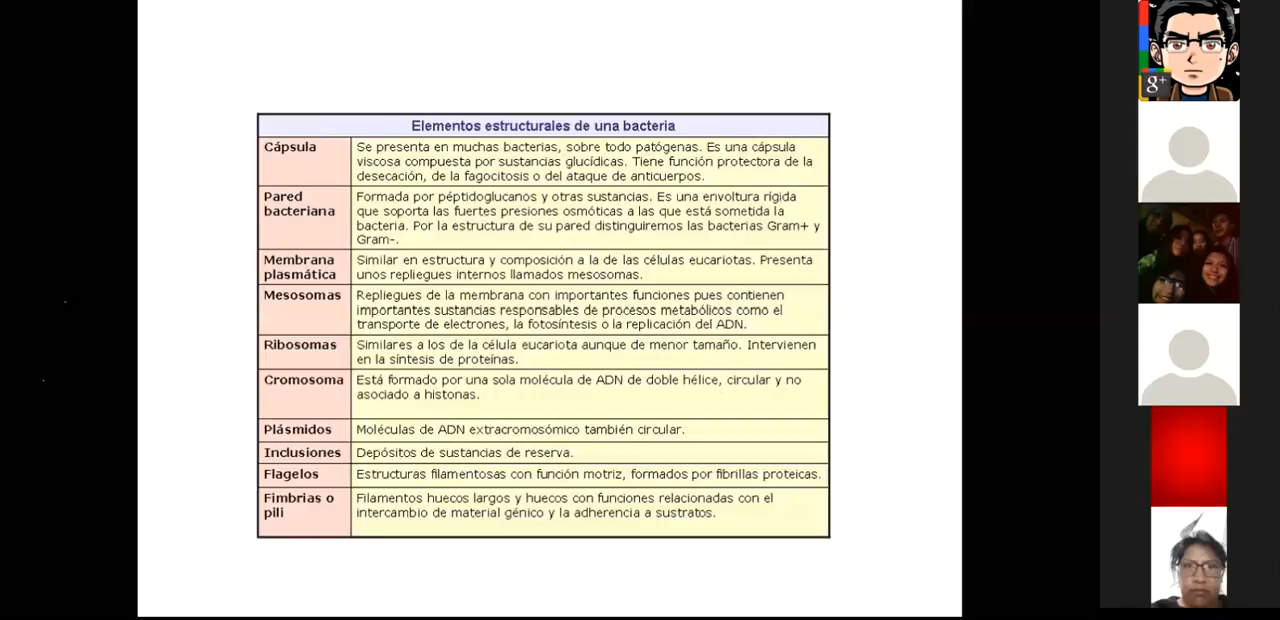 Elementos estructurales de una bacteria
Cápsula
Se presenta en muchas bacterias, sobre todo patógenas. Es una cápsula
viscosa compuesta por sustancias glucídicas. Tiene función protectora de la
desecación, de la fagocitosis o del ataque de anticuerpos.
Pared
bacteriana
Formada por péptidoglucanos y otras sustancias. Es una envoltura rígida
que soporta las fuertes presiones osmóticas a las que está sometida la
bacteria. Por la estructura de su pared distinguiremos las bacterias Gram+ y
Gram-.
Membrana
plasmática
Similar en estructura y composición a la de las células eucariotas. Presenta
unos repliegues internos llamados mesosomas.
Mesosomas
Repliegues de la membrana con importantes funciones pues contienen
importantes sustancias responsables de procesos metabólicos como el
transporte de electrones, la fotosíntesis o la replicación del ADN.
Ribosomas
Similares a los de la célula eucariota aunque de menor tamaño. Intervienen
en la síntesis de proteínas.
Cromosoma
Está formado por una sola molécula de ADN de doble hélice, circular y no
asociado a histonas.
Plásmidos
Moléculas de ADN extracromosómico también circular.
Inclusiones
Depósitos de sustancias de reserva.
Flagelos
Estructuras filamentosas con función motriz, formados por fibrillas proteicas.
Fimbrias o
pili
Filamentos huecos largos y huecos con funciones relacionadas con el
intercambio de material génico y la adherencia a sustratos.
g+